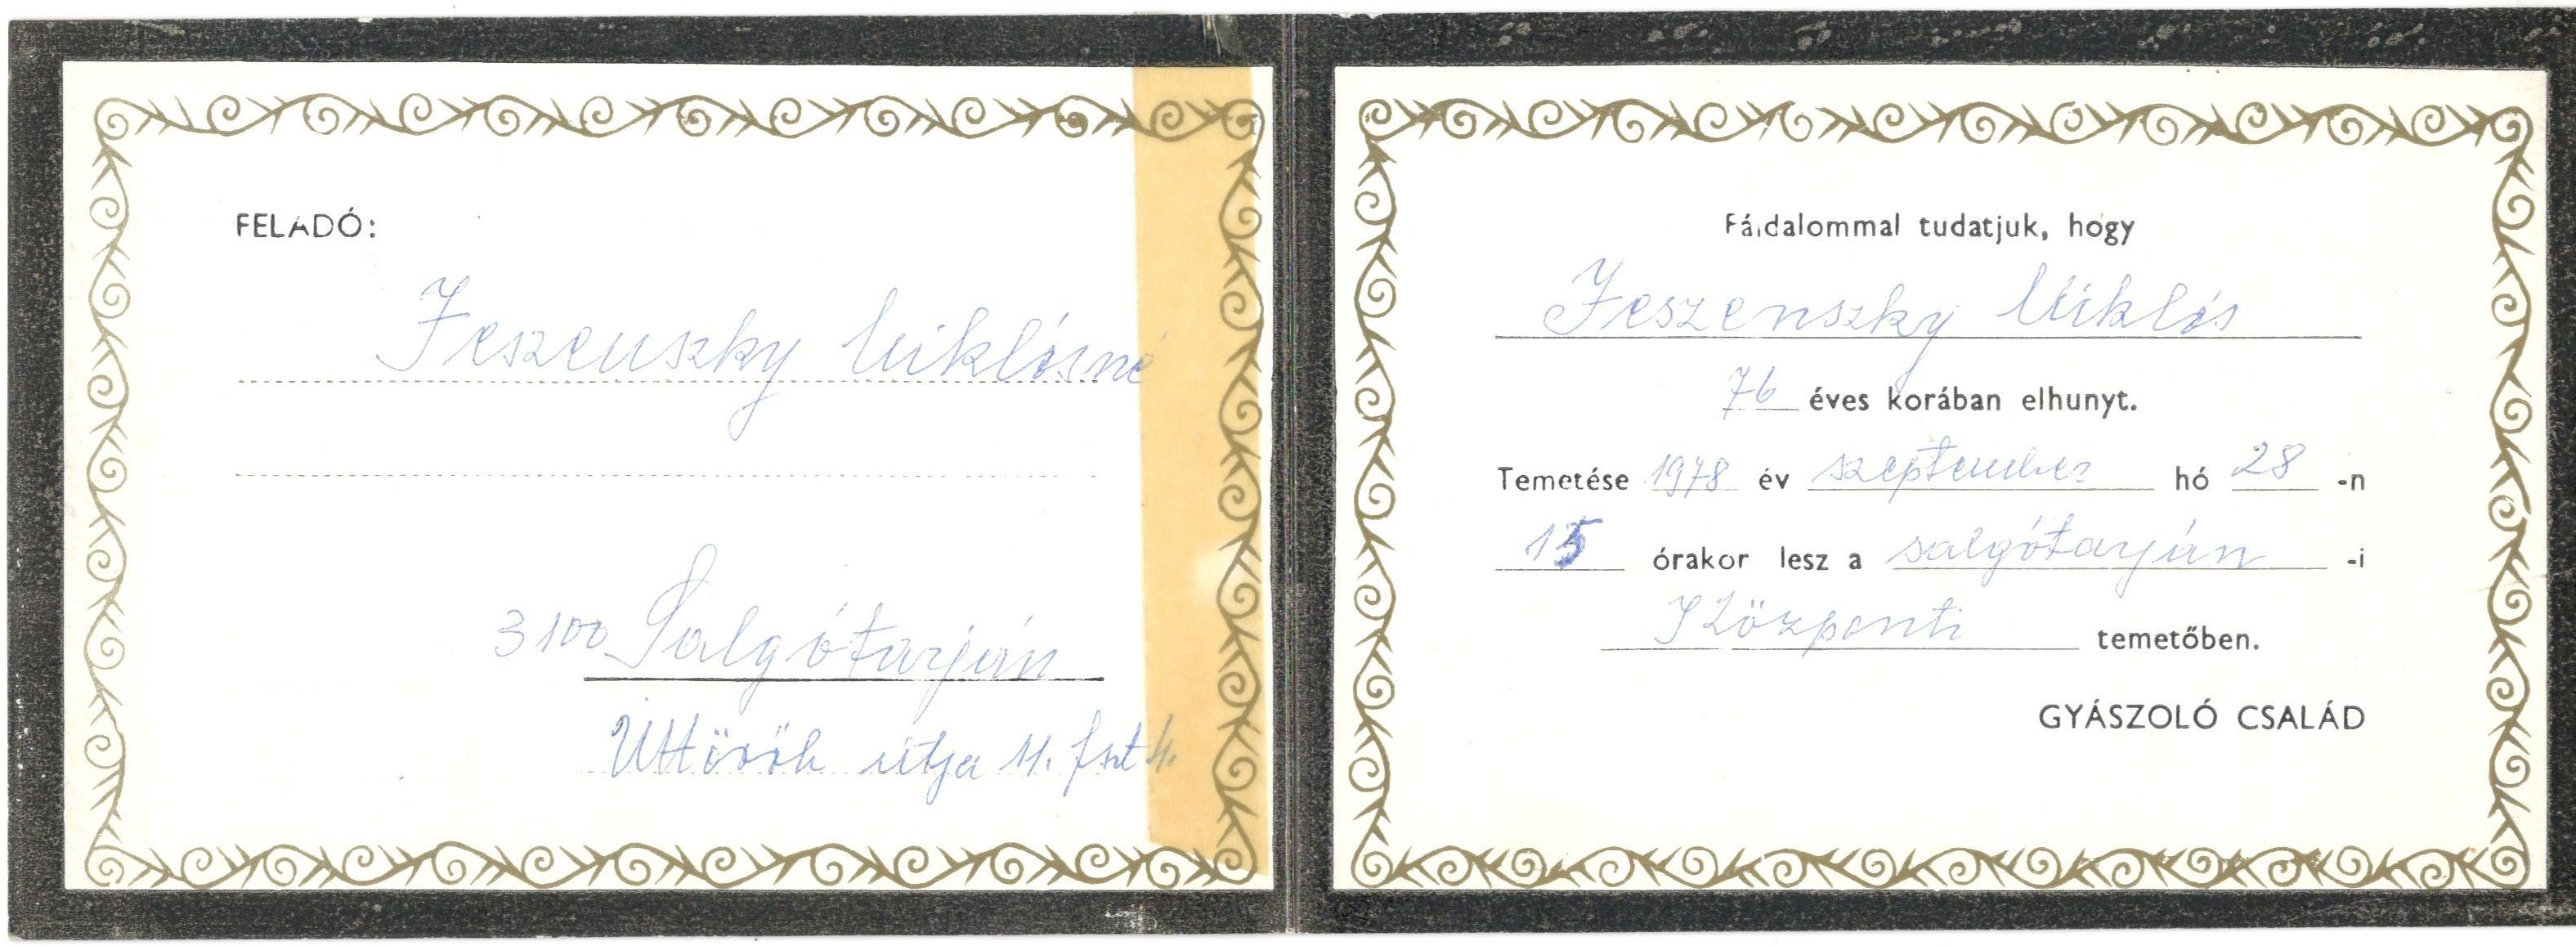 FELADÓ:
Jeszenszky Miklósné
3100 Salgótarján
Úttörők útja 11. fszt 4.
Fájdalommal tudatjuk, hogy
Jeszenszky Miklós
76 éves korában elhunyt.
Temetése 1978 év szeptember hó 28 -n
15 órakor lesz a salgótarján -i
Központi temetőben.
GYÁSZOLÓ CSALÁD